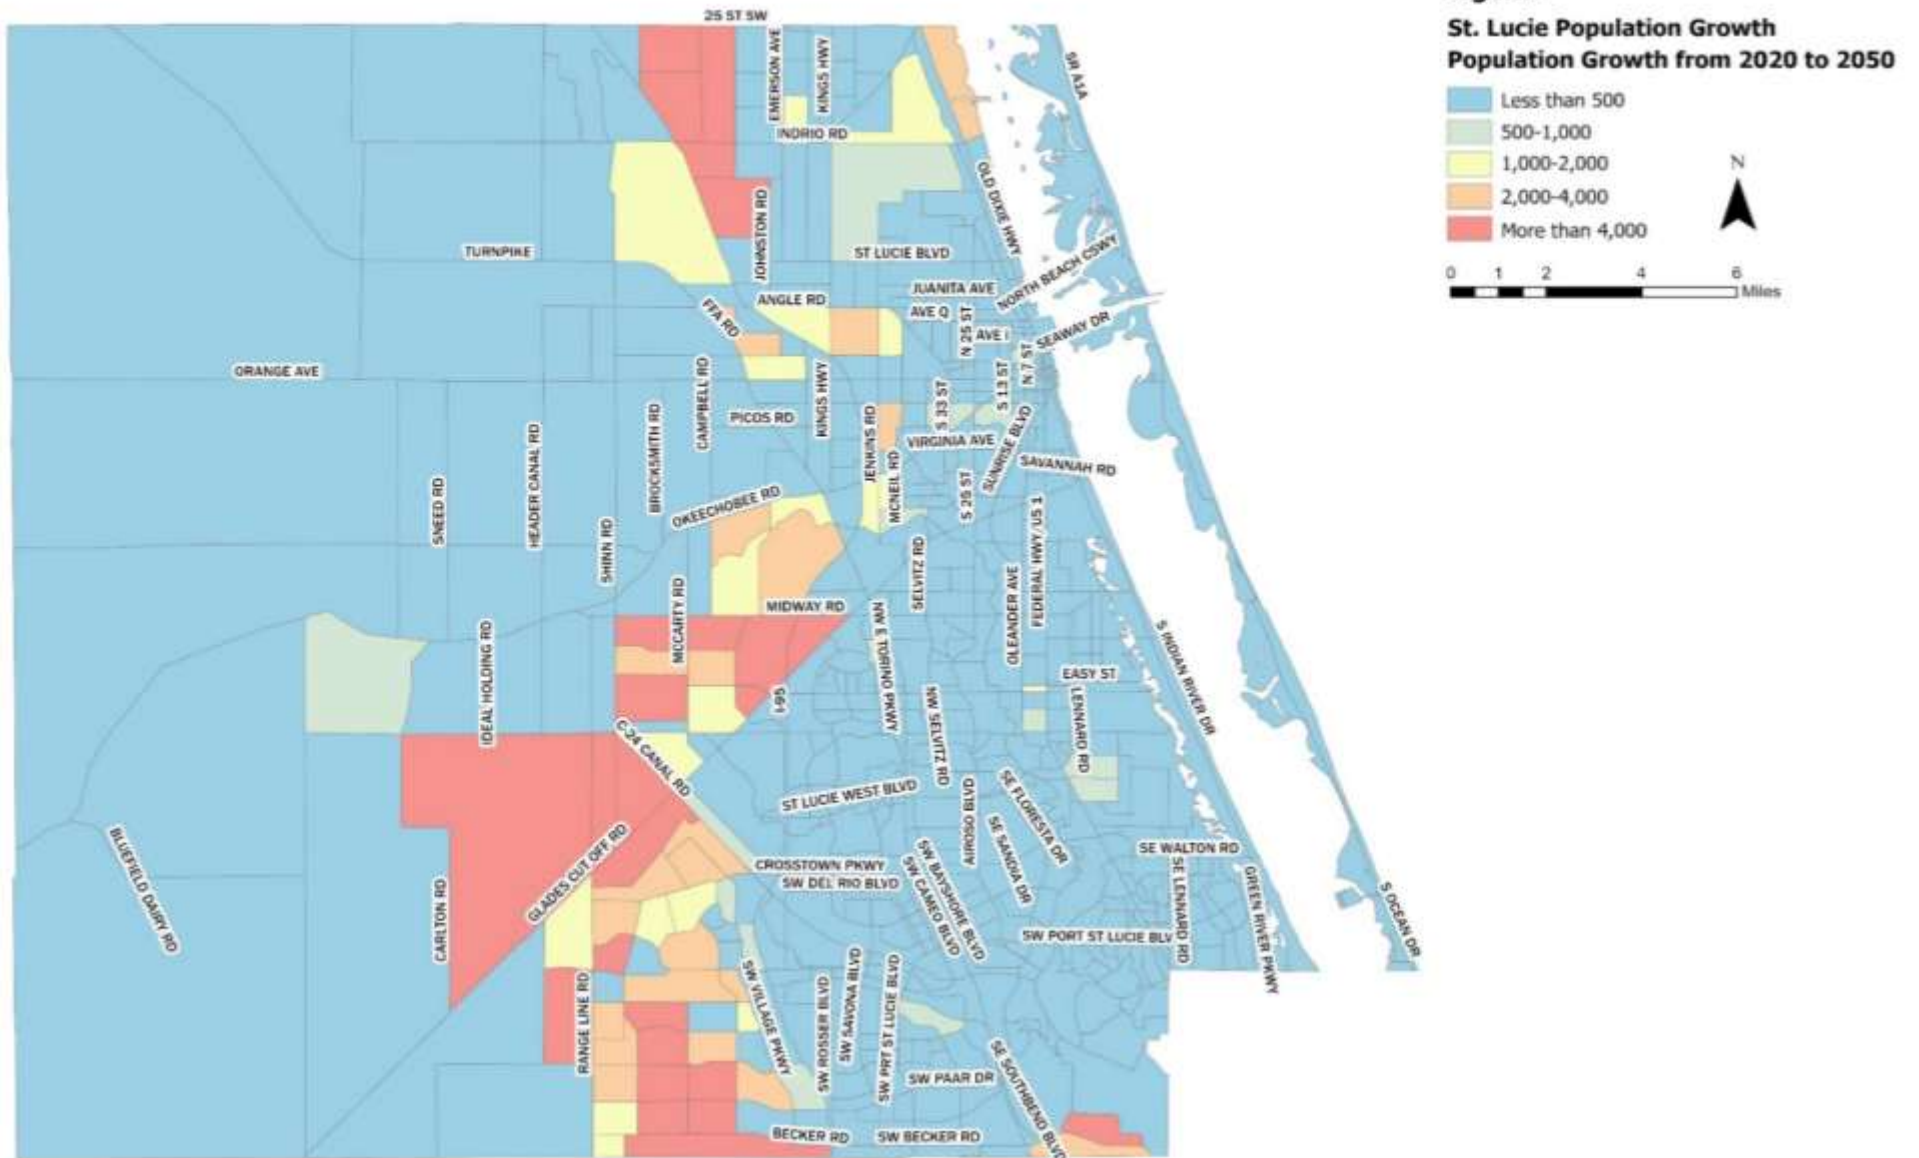 St. Lucie Population Growth
Population Growth from 2020 to 2050
Less than 500
500-1,000
1,000-2,000
2,000-4,000
More than 4,000
N
0 1 2 4 6
Miles
25 ST SW
EMERSON AVE
KINGS HWY
SR A1A
INDRIO RD
OLD DIXIE HWY
JOHNSTON RD
TURNPIKE
ST LUCIE BLVD
NORTH BEACH CSWY
JUANITA AVE
ANGLE RD
FFA RD
AVE Q
N 25 ST
AVE I
SEAWAY DR
N 7 ST
ORANGE AVE
CAMPBELL RD
KINGS HWY
S 33 ST
S 13 ST
PICOS RD
BROCKSMITH RD
JENKINS RD
VIRGINIA AVE
SUNRISE BLVD
SAVANNAH RD
HEADER CANAL RD
SNEED RD
MCNEIL RD
S 25 ST
OKEECHOBEE RD
SHINN RD
FEDERAL HWY/US 1
SELVITZ RD
OLEANDER AVE
MCCARTY RD
MIDWAY RD
NW E TORINO PKWY
S INDIAN RIVER DR
IDEAL HOLDING RD
EASY ST
I-95
NW SELVITZ RD
LENNARD RD
C-24 CANAL RD
ST LUCIE WEST BLVD
AIROSO BLVD
SE FLORESTA DR
BLUEFIELD DAIRY RD
GLADES CUT OFF RD
SE SANDIA DR
SE WALTON RD
CROSSTOWN PKWY
SW DEL RIO BLVD
SW BAYSHORE BLVD
SW CAMEO BLVD
SE LENNARD RD
GREEN RIVER PKWY
S OCEAN DR
CARLTON RD
SW PORT ST LUCIE BLV
RANGE LINE RD
SW VILLAGE PKWY
SW ROSSER BLVD
SW SAVONA BLVD
SW PRT ST LUCIE BLVD
SW PAAR DR
SE SOUTHBEND BLVD
BECKER RD
SW BECKER RD